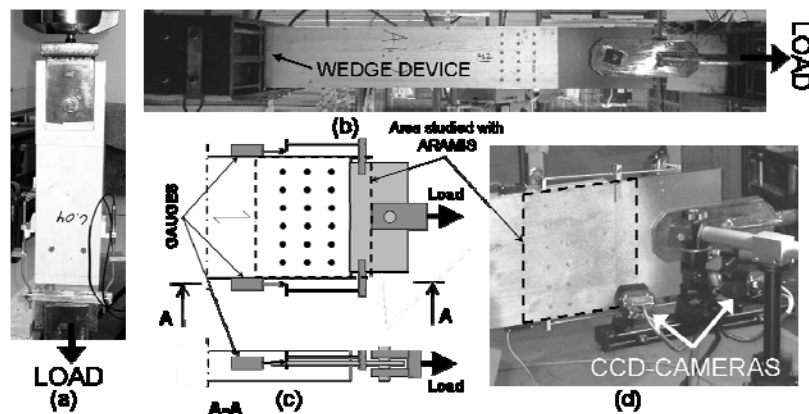 LOAD
(a)
WEDGE DEVICE
LOAD
(b)
Area studied with
ARAMIS
GAUGES
Load
A
A
Load
A-A
(c)
CCD-CAMERAS
(d)